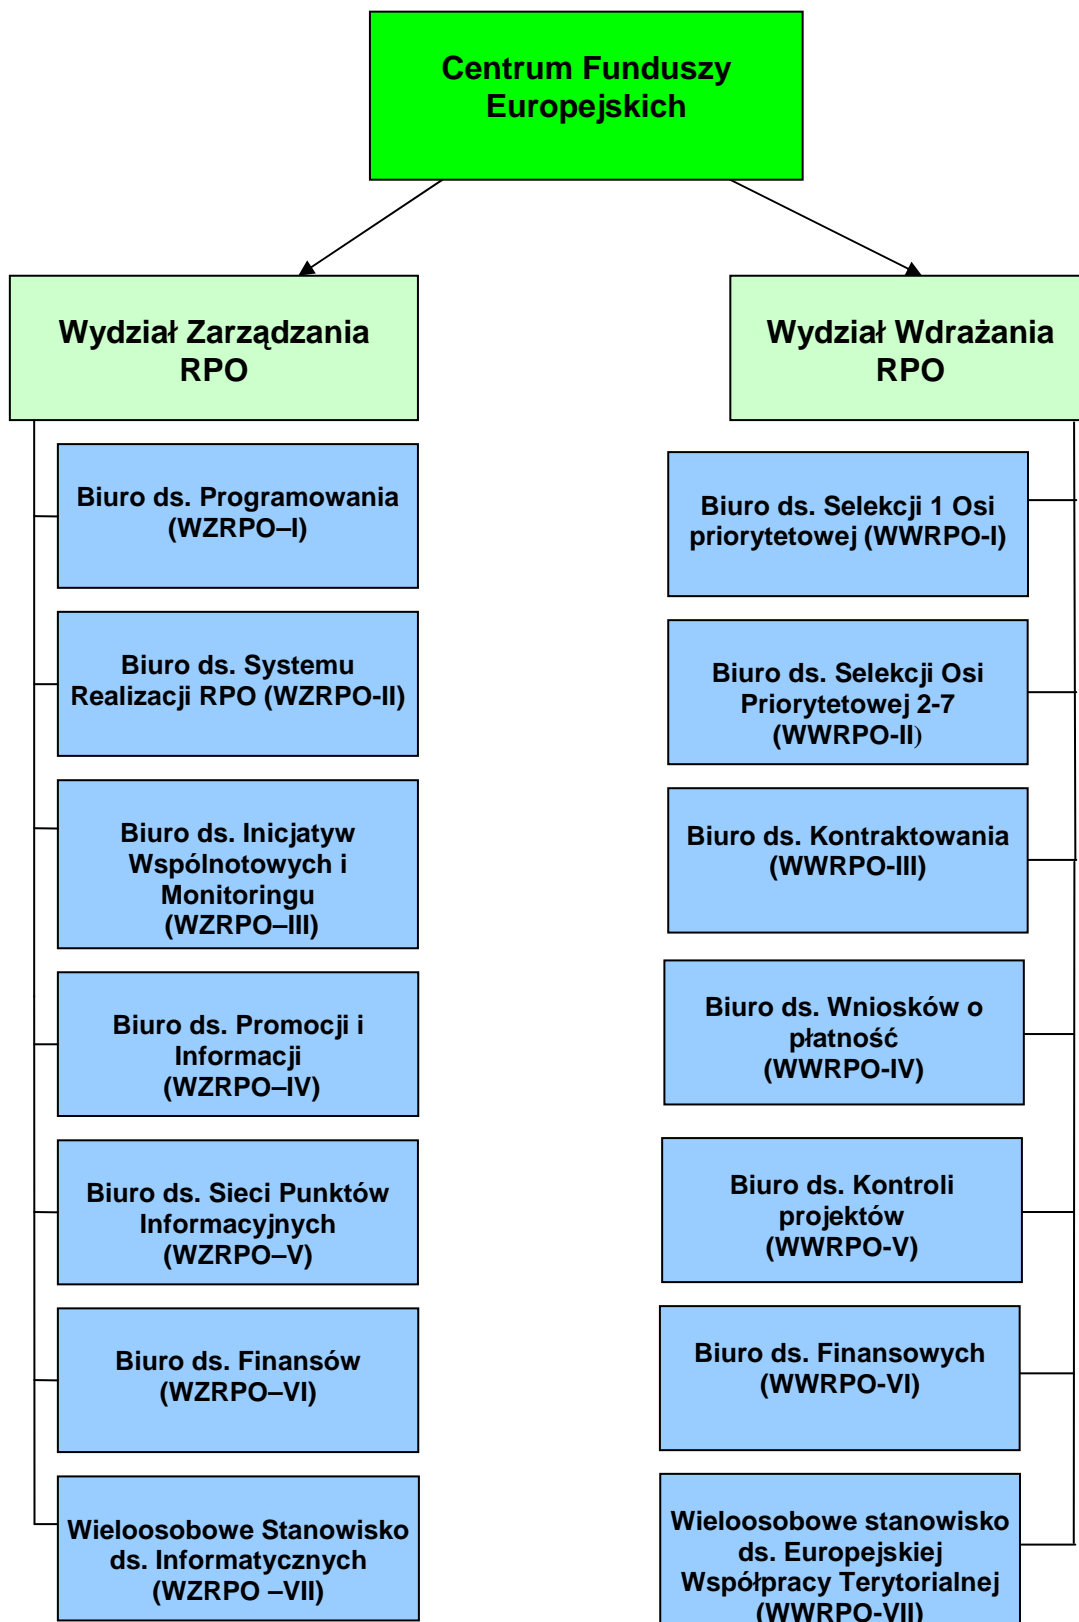 Centrum Funduszy
Europejskich
Wydział Zarządzania
RPO
Biuro ds. Programowania
(WZRPO–I)
Biuro ds. Systemu
Realizacji RPO (WZRPO-II)
Biuro ds. Inicjatyw
Wspólnotowych i
Monitoringu
(WZRPO–III)
Biuro ds. Promocji i
Informacji
(WZRPO–IV)
Biuro ds. Sieci Punktów
Informacyjnych
(WZRPO–V)
Biuro ds. Finansów
(WZRPO–VI)
Wieloosobowe Stanowisko
ds. Informatycznych
(WZRPO –VII)
Wydział Wdrażania
RPO
Biuro ds. Selekcji 1 Osi
priorytetowej (WWRPO-I)
Biuro ds. Selekcji Osi
Priorytetowej 2-7
(WWRPO-II)
Biuro ds. Kontraktowania
(WWRPO-III)
Biuro ds. Wniosków o
płatność
(WWRPO-IV)
Biuro ds. Kontroli
projektów
(WWRPO-V)
Biuro ds. Finansowych
(WWRPO-VI)
Wieloosobowe stanowisko
ds. Europejskiej
Współpracy Terytorialnej
(WWRPO-VII)